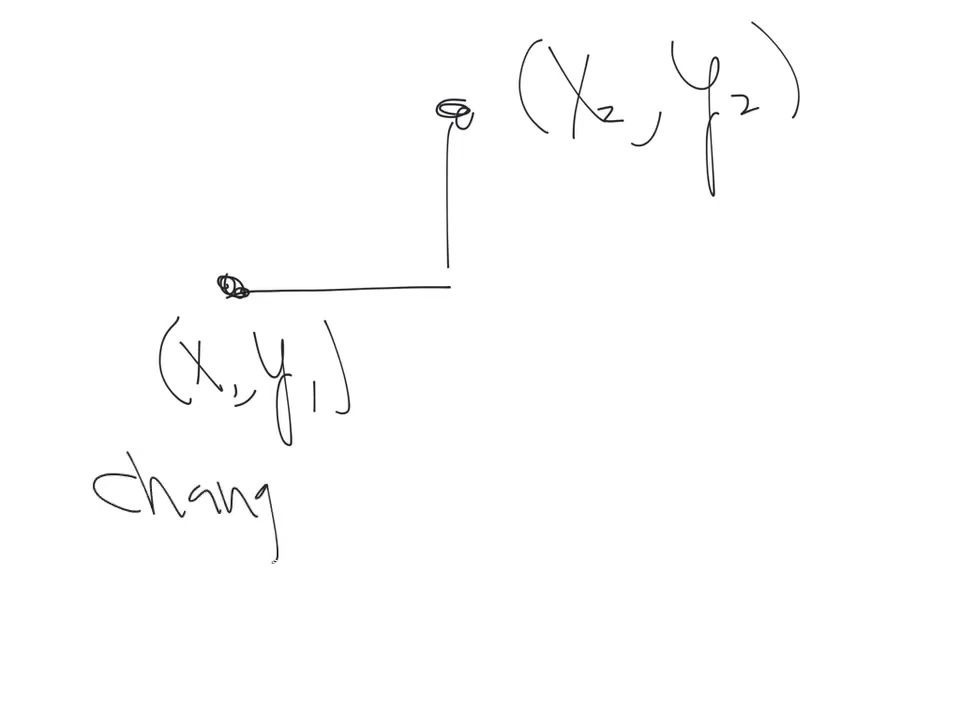 (x₂, y₂)
(x₁, y₁)
chang